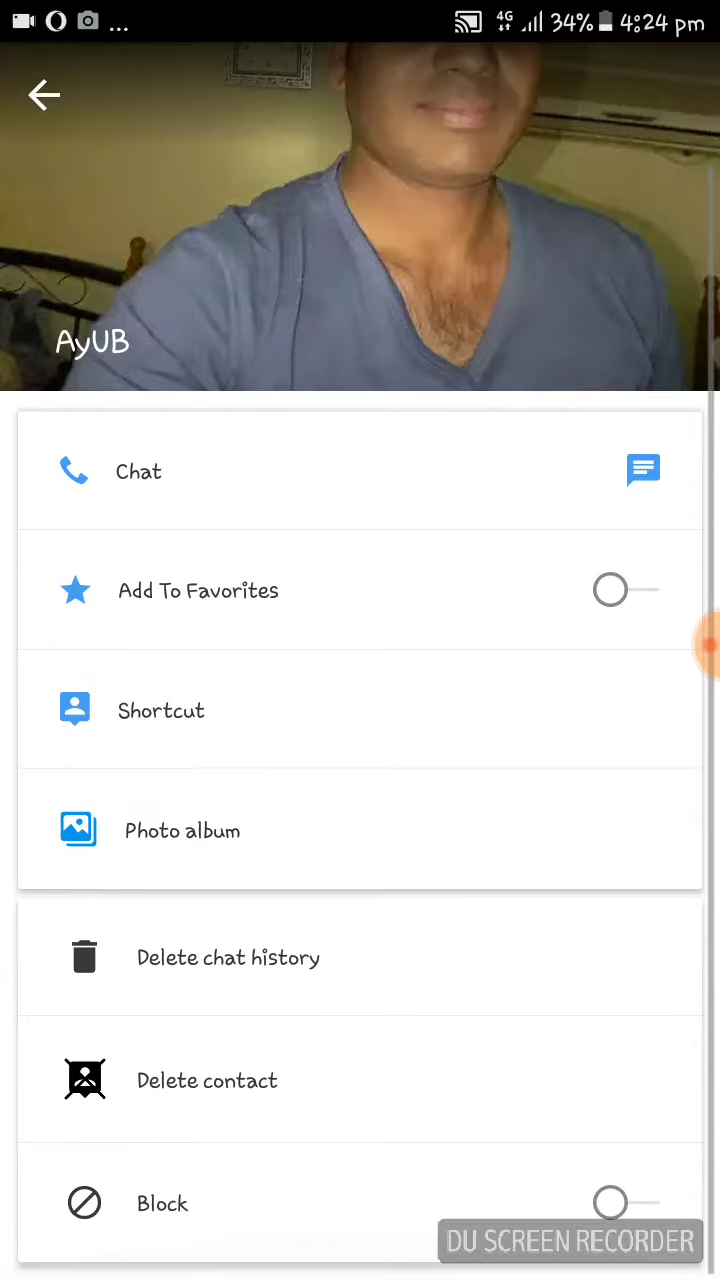 ... 4G 34% 4:24 pm
AyUB
Chat
Add To Favorites
Shortcut
Photo album
Delete chat history
Delete contact
Block
DU SCREEN RECORDER